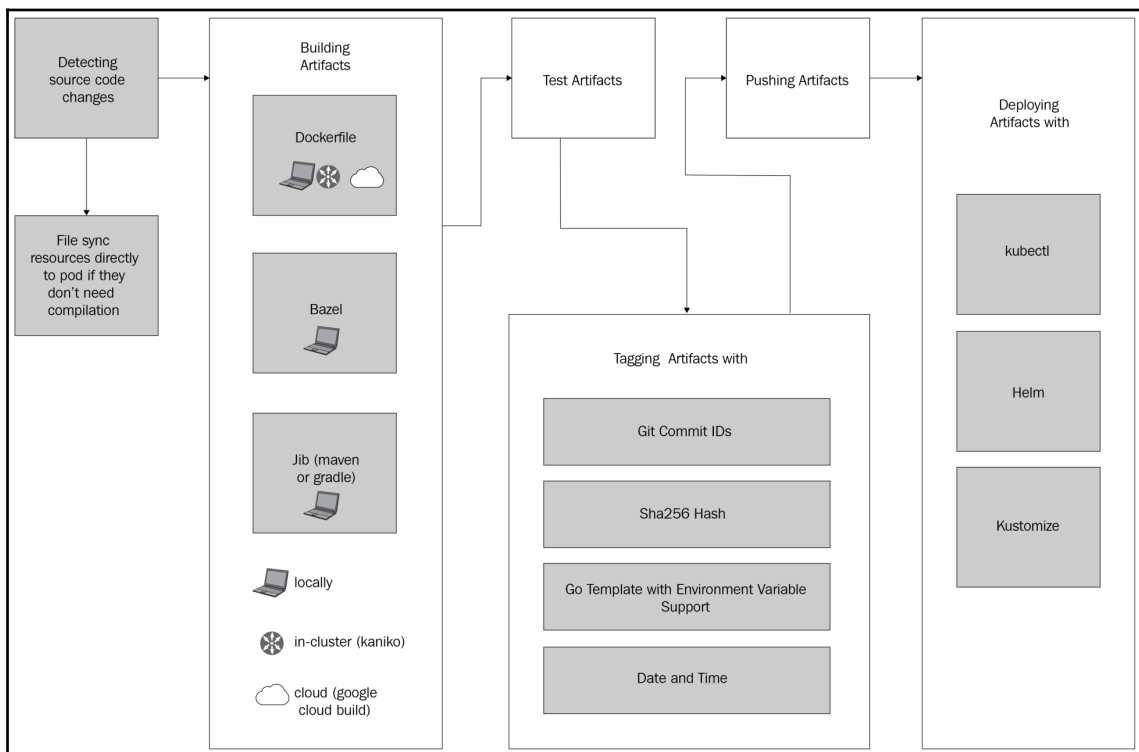 Detecting
source code
changes
File sync
resources directly
to pod if they
don't need
compilation
Building
Artifacts
Dockerfile
Bazel
Jib (maven
or gradle)
locally
in-cluster (kaniko)
cloud (google
cloud build)
Test Artifacts
Tagging Artifacts with
Git Commit IDs
Sha256 Hash
Go Template with Environment Variable
Support
Date and Time
Pushing Artifacts
Deploying
Artifacts with
kubectl
Helm
Kustomize